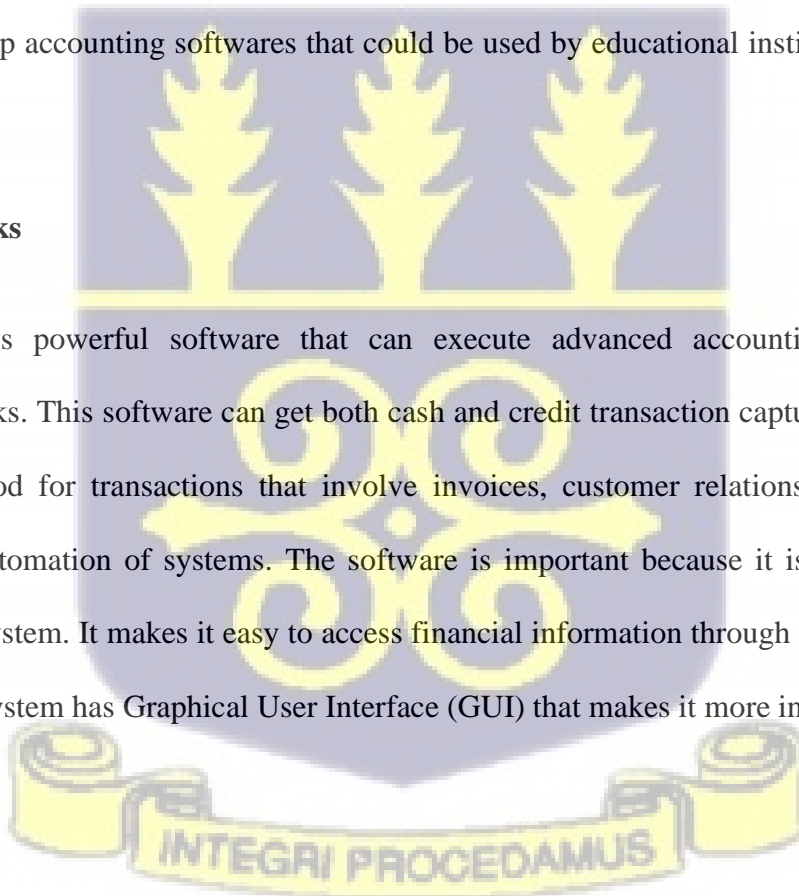 p accounting softwares that could be used by educational insti
ks
s powerful software that can execute advanced accounti
ks. This software can get both cash and credit transaction captu
od for transactions that involve invoices, customer relations
tomation of systems. The software is important because it is
ystem. It makes it easy to access financial information through
ystem has Graphical User Interface (GUI) that makes it more in
INTEGRI PROCEDAMUS